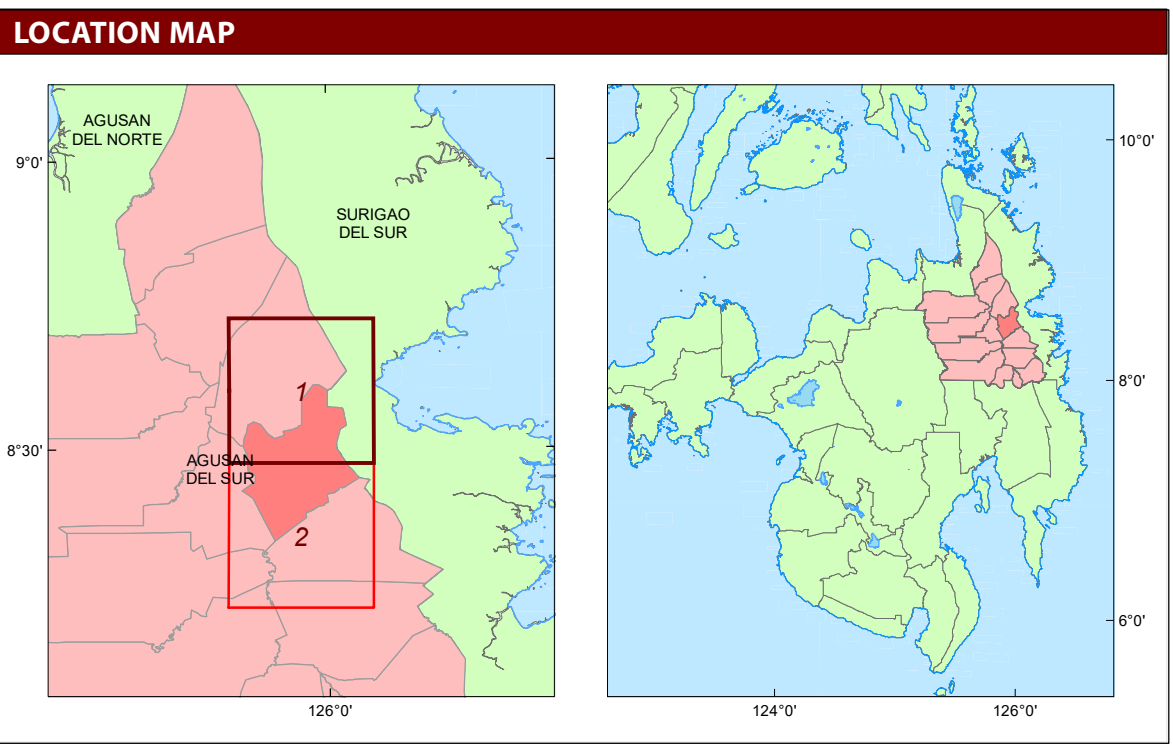 LOCATION MAP
AGUSAN
DEL NORTE
9°0'
SURIGAO
DEL SUR
1
8°30'
AGUSAN
DEL SUR
2
126°0'
10°0'
8°0'
6°0'
124°0'
126°0'